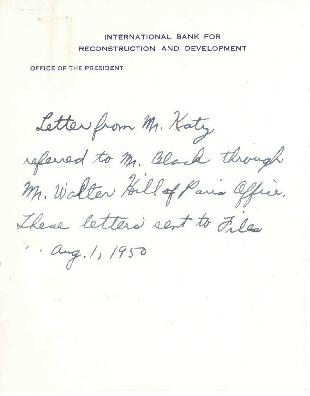 INTERNATIONAL BANK FOR
RECONSTRUCTION AND DEVELOPMENT
OFFICE OF THE PRESIDENT
Letter from Mr. Katz
referred to Mr. Black through
Mr. Walter Hill of Paris Office.
These letters sent to Files
Aug. 1, 1950